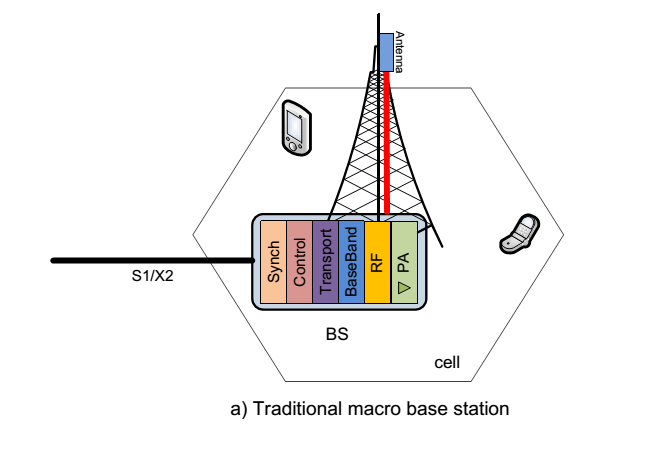 Antenna
Synch
Control
Transport
BaseBand
RF
PA
S1/X2
BS
cell
a) Traditional macro base station